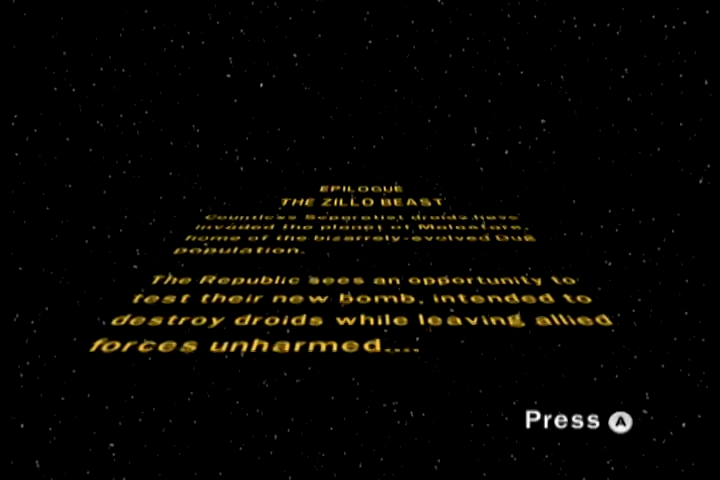 EPILOGUE
THE ZILLO BEAST
Countless Separatist droids have
invaded the planet of Malastare,
home of the bizarrely-evolved Dug
population.
The Republic sees an opportunity to
test their new bomb, intended to
destroy droids while leaving allied
forces unharmed....
Press A